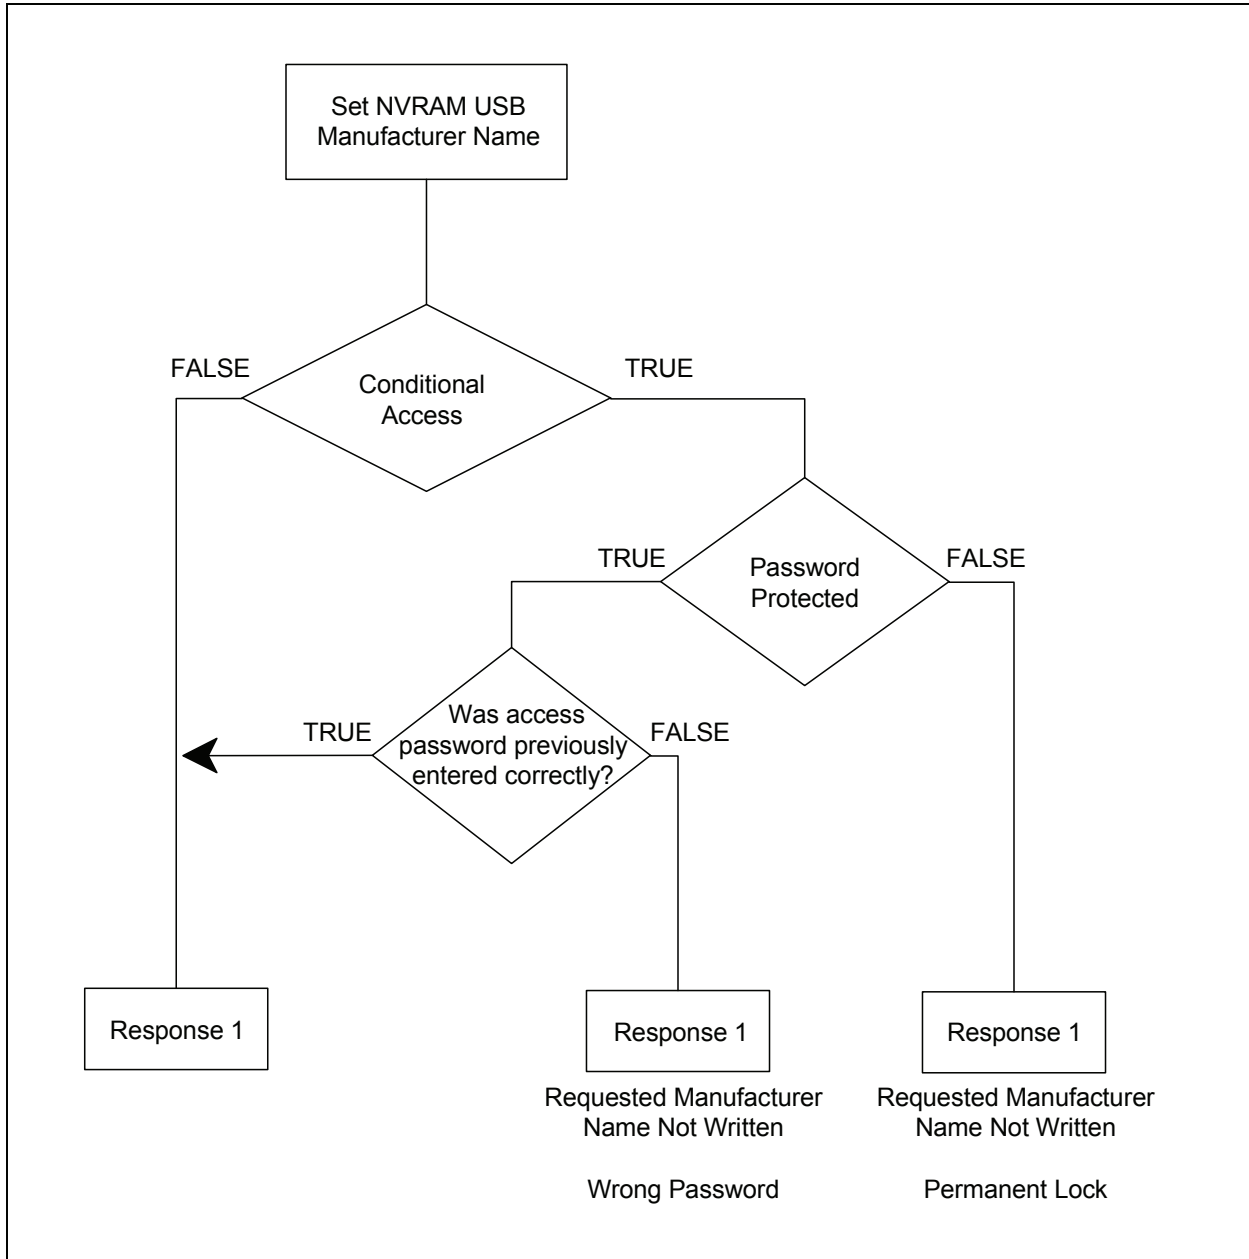 Set NVRAM USB
Manufacturer Name
FALSE
TRUE
Conditional
Access
TRUE
FALSE
Password
Protected
TRUE
FALSE
Was access
password previously
entered correctly?
Response 1
Response 1
Response 1
Requested Manufacturer
Name Not Written
Wrong Password
Requested Manufacturer
Name Not Written
Permanent Lock